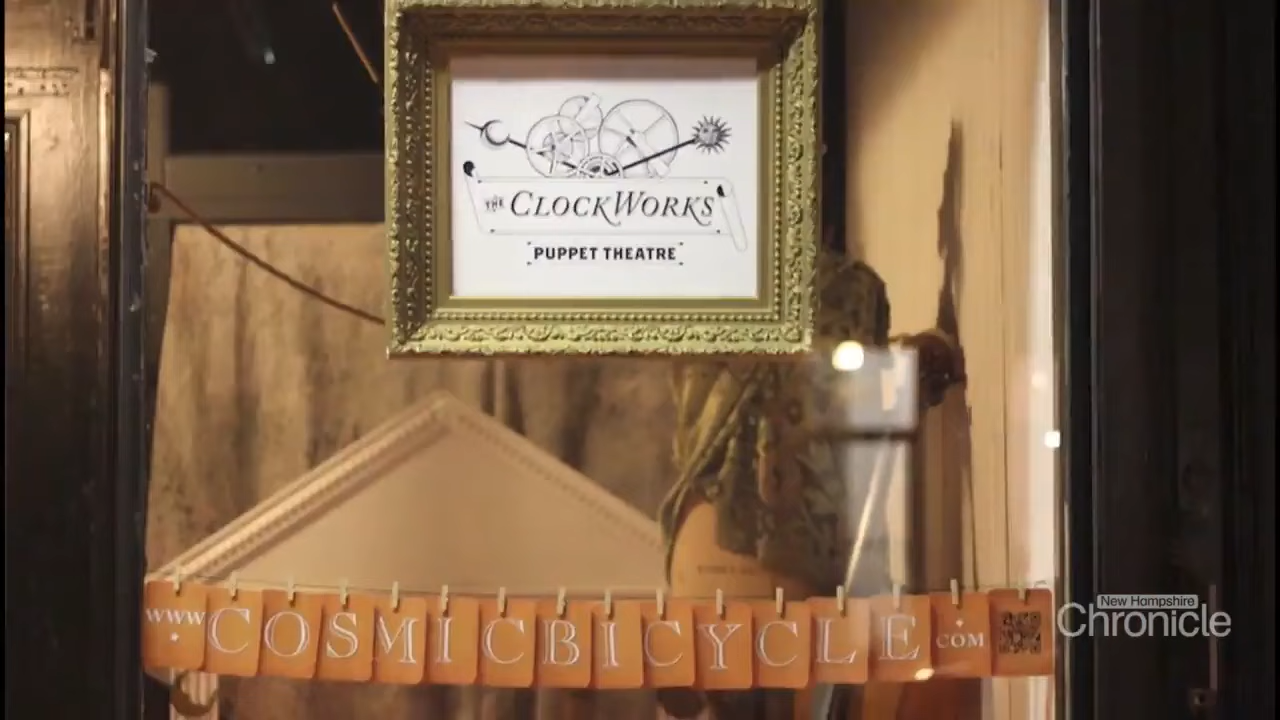 THE CLOCKWORKS
PUPPET THEATRE
WWW.COSMICBICYCLE.COM
New Hampshire
Chronicle